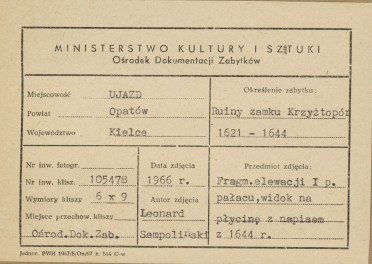 MINISTERSTWO KULTURY I SZTUKI
Ośrodek Dokumentacji Zabytków
Miejscowość UJAZD
Powiat Opatów
Województwo Kielce
Określenie zabytku:
Ruiny zamku Krzyżtopór
1621 - 1644
Nr inw. fotogr.
Nr inw. klisz. 105478
Wymiary kliszy 6 x 9
Miejsce przechow. kliszy
Ośrod.Dok.Zab.
Data zdjęcia
1966 r.
Autor zdjęcia
Leonard
Sempoliński
Przedmiot zdjęcia:
Fragm.elewacji I p.
pałacu,widok na
płycinę z napisem
z 1644 r.